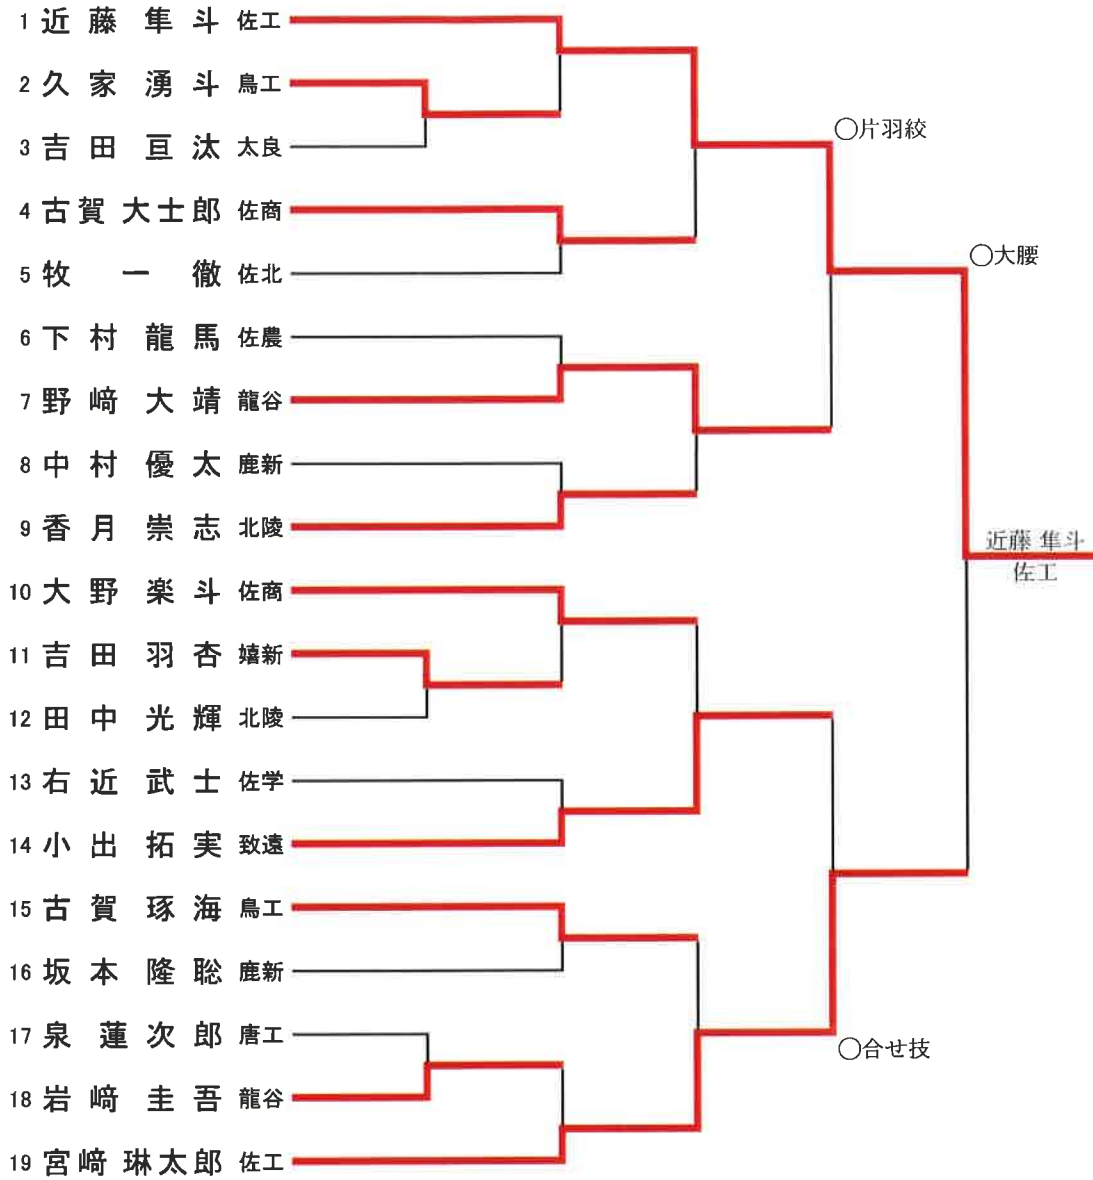 1 近藤 隼斗 佐工
2 久家 湧斗 鳥工
3 吉田 亘汰 太良
4 古賀 大士郎 佐商
5 牧 一徹 佐北
6 下村 龍馬 佐農
7 野﨑 大靖 龍谷
8 中村 優太 鹿新
9 香月 崇志 北陵
10 大野 楽斗 佐商
11 吉田 羽杏 嬉新
12 田中 光輝 北陵
13 右近 武士 佐学
14 小出 拓実 致遠
15 古賀 琢海 鳥工
16 坂本 隆聡 鹿新
17 泉 蓮次郎 唐工
18 岩﨑 圭吾 龍谷
19 宮﨑 琳太郎 佐工
○片羽絞
○大腰
近藤 隼斗
佐工
○合せ技